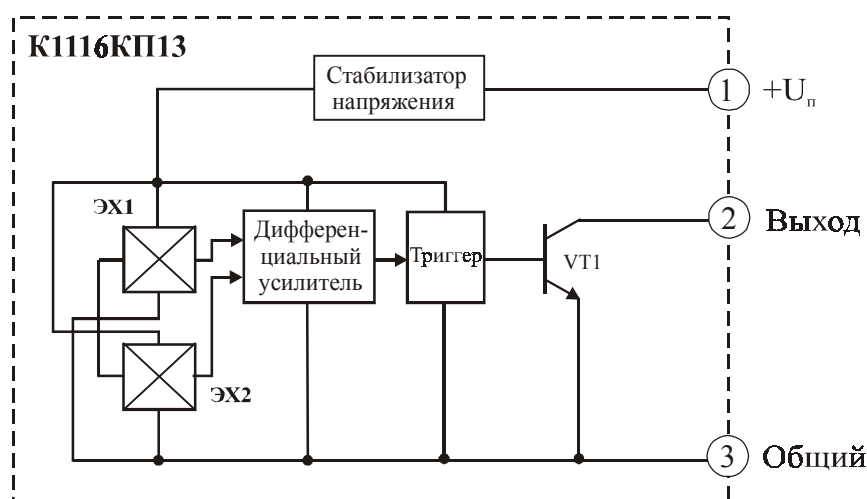 К1116КП13
Стабилизатор
напряжения
1
+Uп
ЭХ1
Дифферен-
циальный
усилитель
Триггер
VT1
2
Выход
ЭХ2
3
Общий